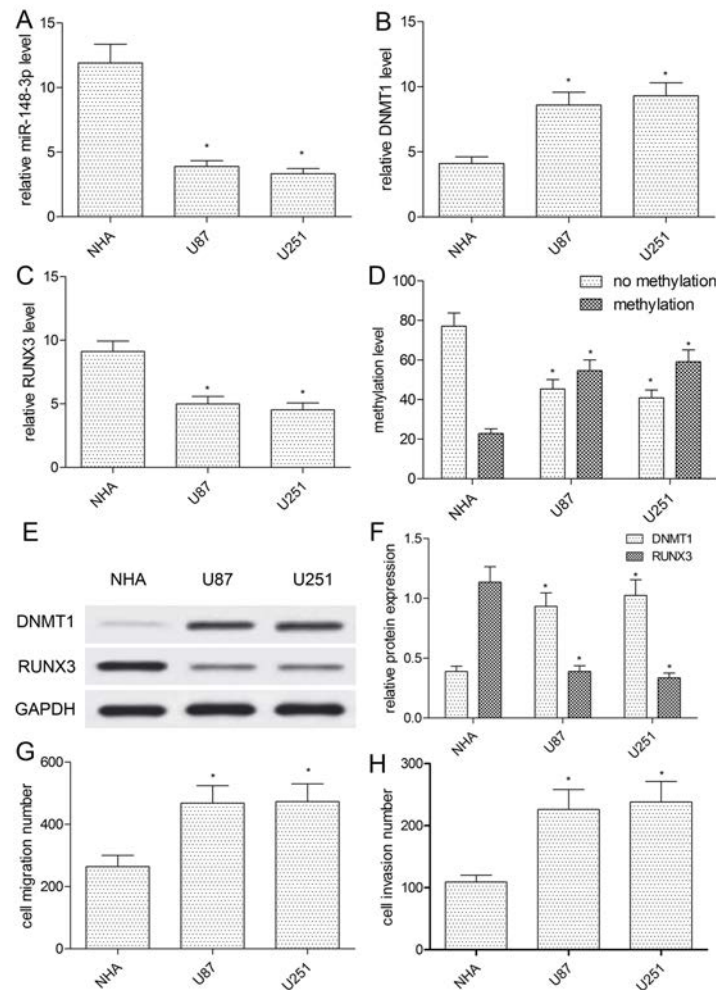 A
relative miR-148-3p level
15
10
5
0
NHA
U87
U251
*
*
B
relative DNMT1 level
15
10
5
0
NHA
U87
U251
*
*
C
relative RUNX3 level
15
10
5
0
NHA
U87
U251
*
*
D
no methylation
methylation
methylation level
100
80
60
40
20
0
NHA
U87
U251
*
*
*
*
E
NHA U87 U251
DNMT1
RUNX3
GAPDH
F
DNMT1
RUNX3
relative protein expression
1.5
1.0
0.5
0.0
NHA
U87
U251
*
*
*
*
G
cell migration number
600
400
200
0
NHA
U87
U251
*
*
H
cell invasion number
300
200
100
0
NHA
U87
U251
*
*